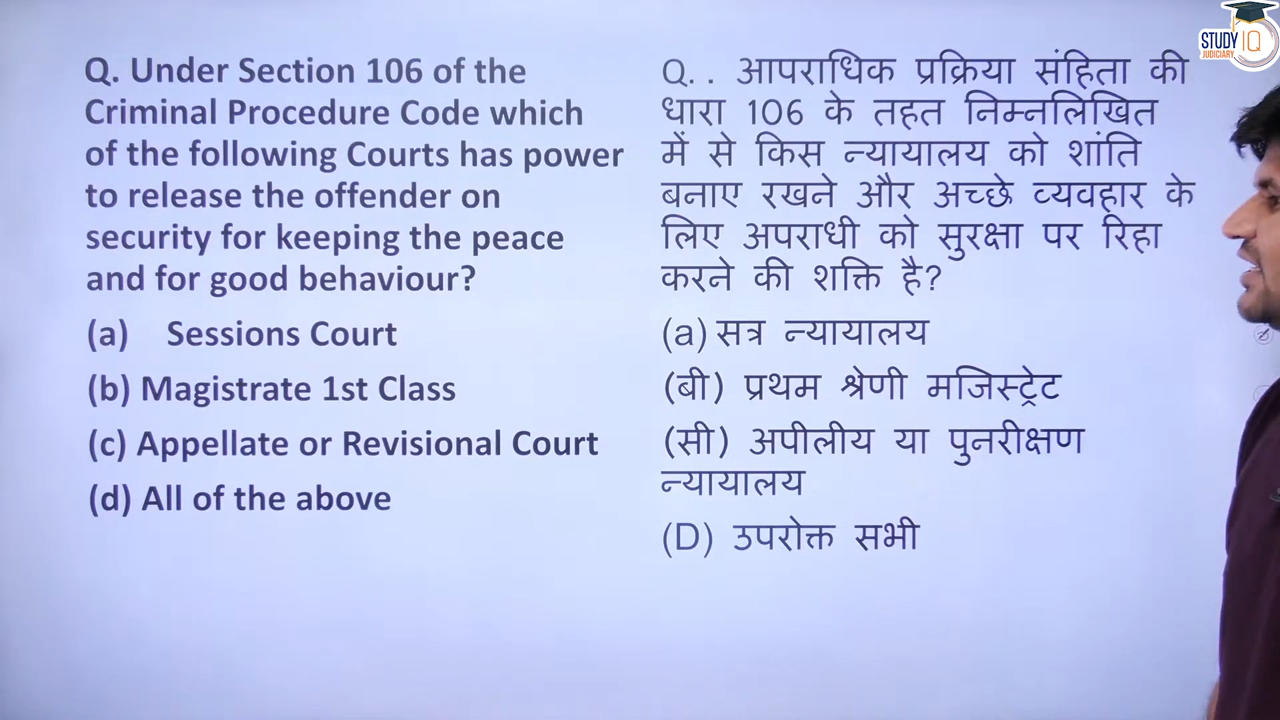 STUDY IQ
JUDICIARY
Q. Under Section 106 of the
Criminal Procedure Code which
of the following Courts has power
to release the offender on
security for keeping the peace
and for good behaviour?
(a) Sessions Court
(b) Magistrate 1st Class
(c) Appellate or Revisional Court
(d) All of the above
Q. . आपराधिक प्रक्रिया संहिता की
धारा 106 के तहत निम्नलिखित
में से किस न्यायालय को शांति
बनाए रखने और अच्छे व्यवहार के
लिए अपराधी को सुरक्षा पर रिहा
करने की शक्ति है?
(a) सत्र न्यायालय
(बी) प्रथम श्रेणी मजिस्ट्रेट
(सी) अपीलीय या पुनरीक्षण
न्यायालय
(D) उपरोक्त सभी